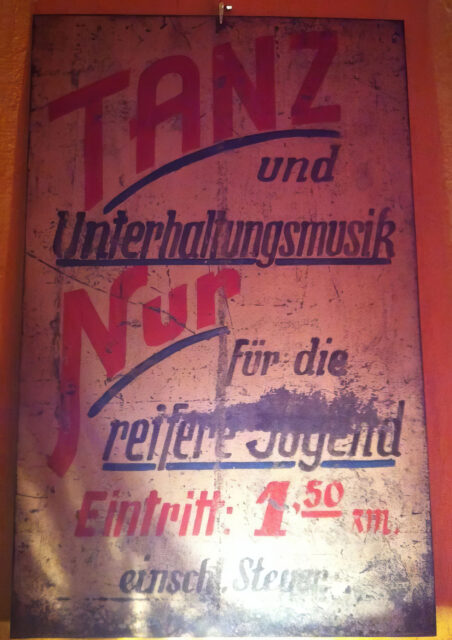 TANZ
und
Unterhaltungsmusik
Nur
für die
reifere Jugend
Eintritt: 1,50 RM.
einschl. Steuer